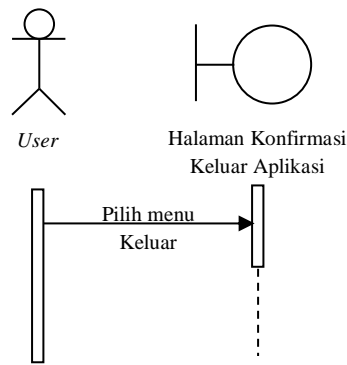 User
Halaman Konfirmasi
Keluar Aplikasi
Pilih menu
Keluar